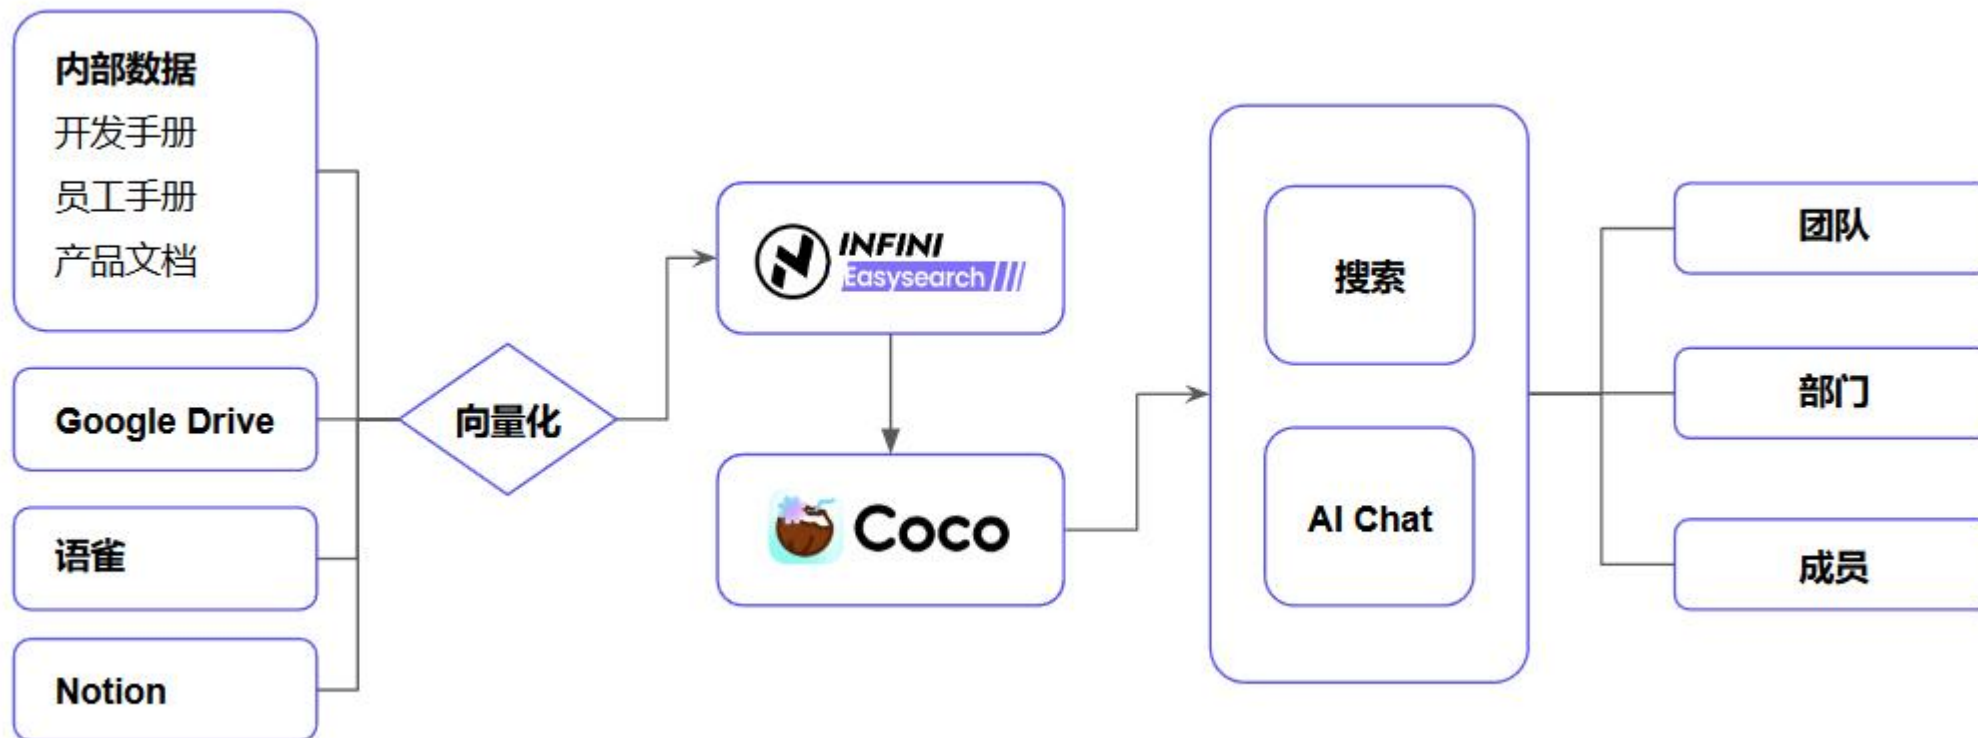 内部数据
开发手册
员工手册
产品文档
Google Drive
语雀
Notion
向量化
INFINI
Easysearch
Coco
搜索
AI Chat
团队
部门
成员